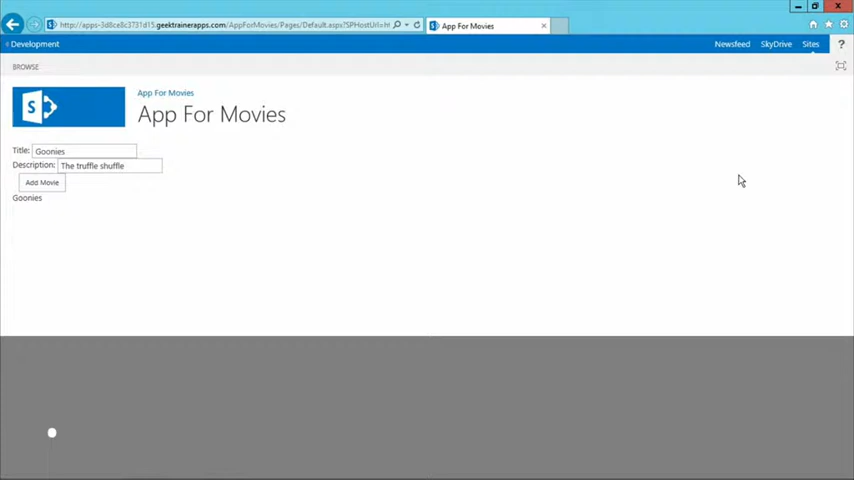 http://apps-3d8ce8c3731d15.geektrainerapps.com/AppForMovies/Pages/Default.aspx?SPHostUrl=h
App For Movies
Development
Newsfeed SkyDrive Sites ?
BROWSE
S
App For Movies
App For Movies
Title: Goonies
Description: The truffle shuffle
Add Movie
Goonies